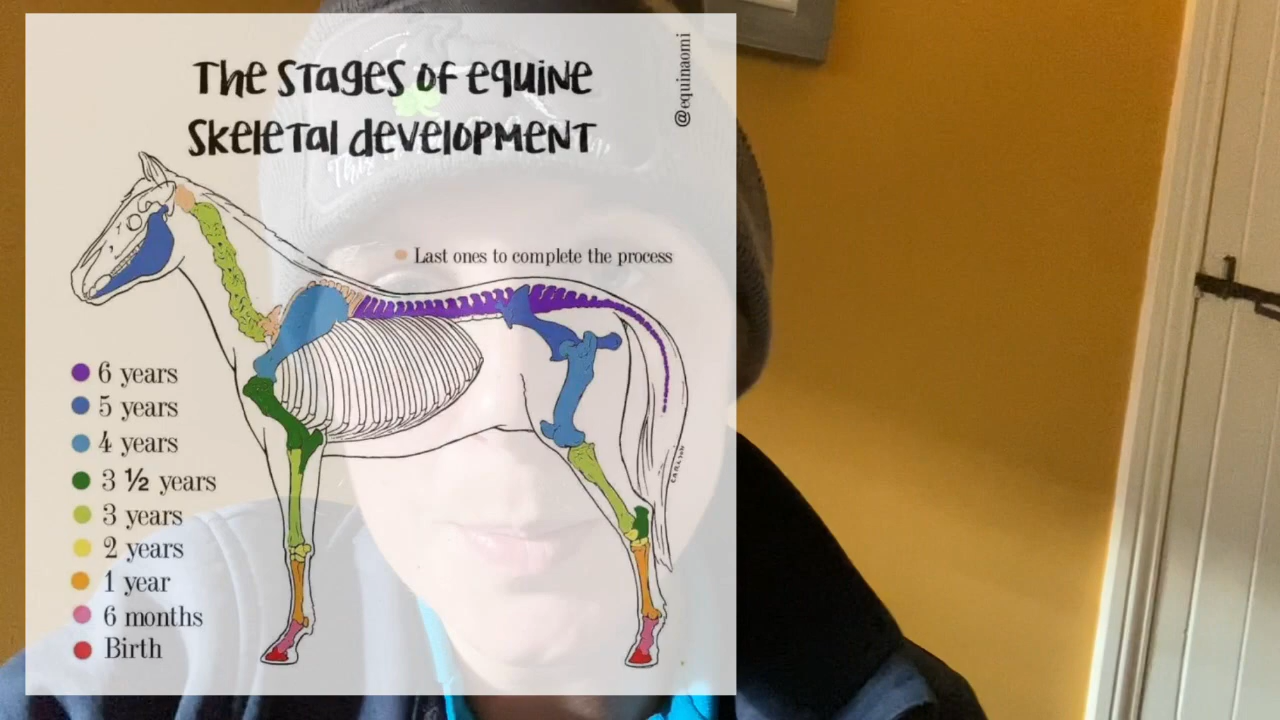 The Stages of Equine
Skeletal Development
@equinaomi
Last ones to complete the process
6 years
5 years
4 years
3 ½ years
3 years
2 years
1 year
6 months
Birth
This